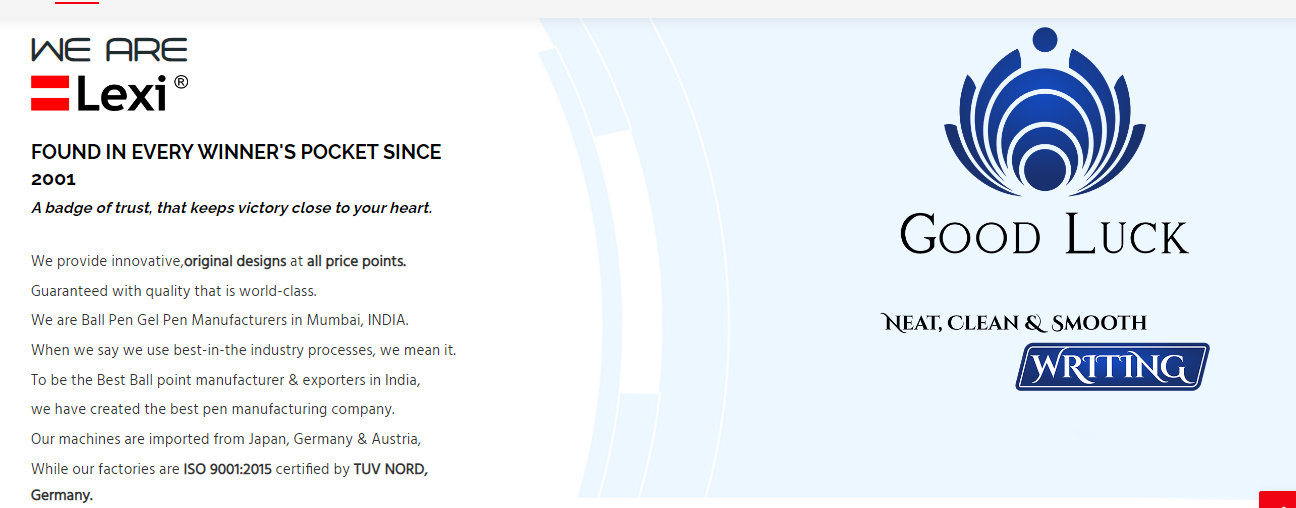 WE ARE
Lexi ®
FOUND IN EVERY WINNER'S POCKET SINCE
2001
A badge of trust, that keeps victory close to your heart.
We provide innovative,original designs at all price points.
Guaranteed with quality that is world-class.
We are Ball Pen Gel Pen Manufacturers in Mumbai, INDIA.
When we say we use best-in-the industry processes, we mean it.
To be the Best Ball point manufacturer & exporters in India,
we have created the best pen manufacturing company.
Our machines are imported from Japan, Germany & Austria,
While our factories are ISO 9001:2015 certified by TUV NORD,
Germany.
GOOD LUCK
NEAT, CLEAN & SMOOTH
WRITING